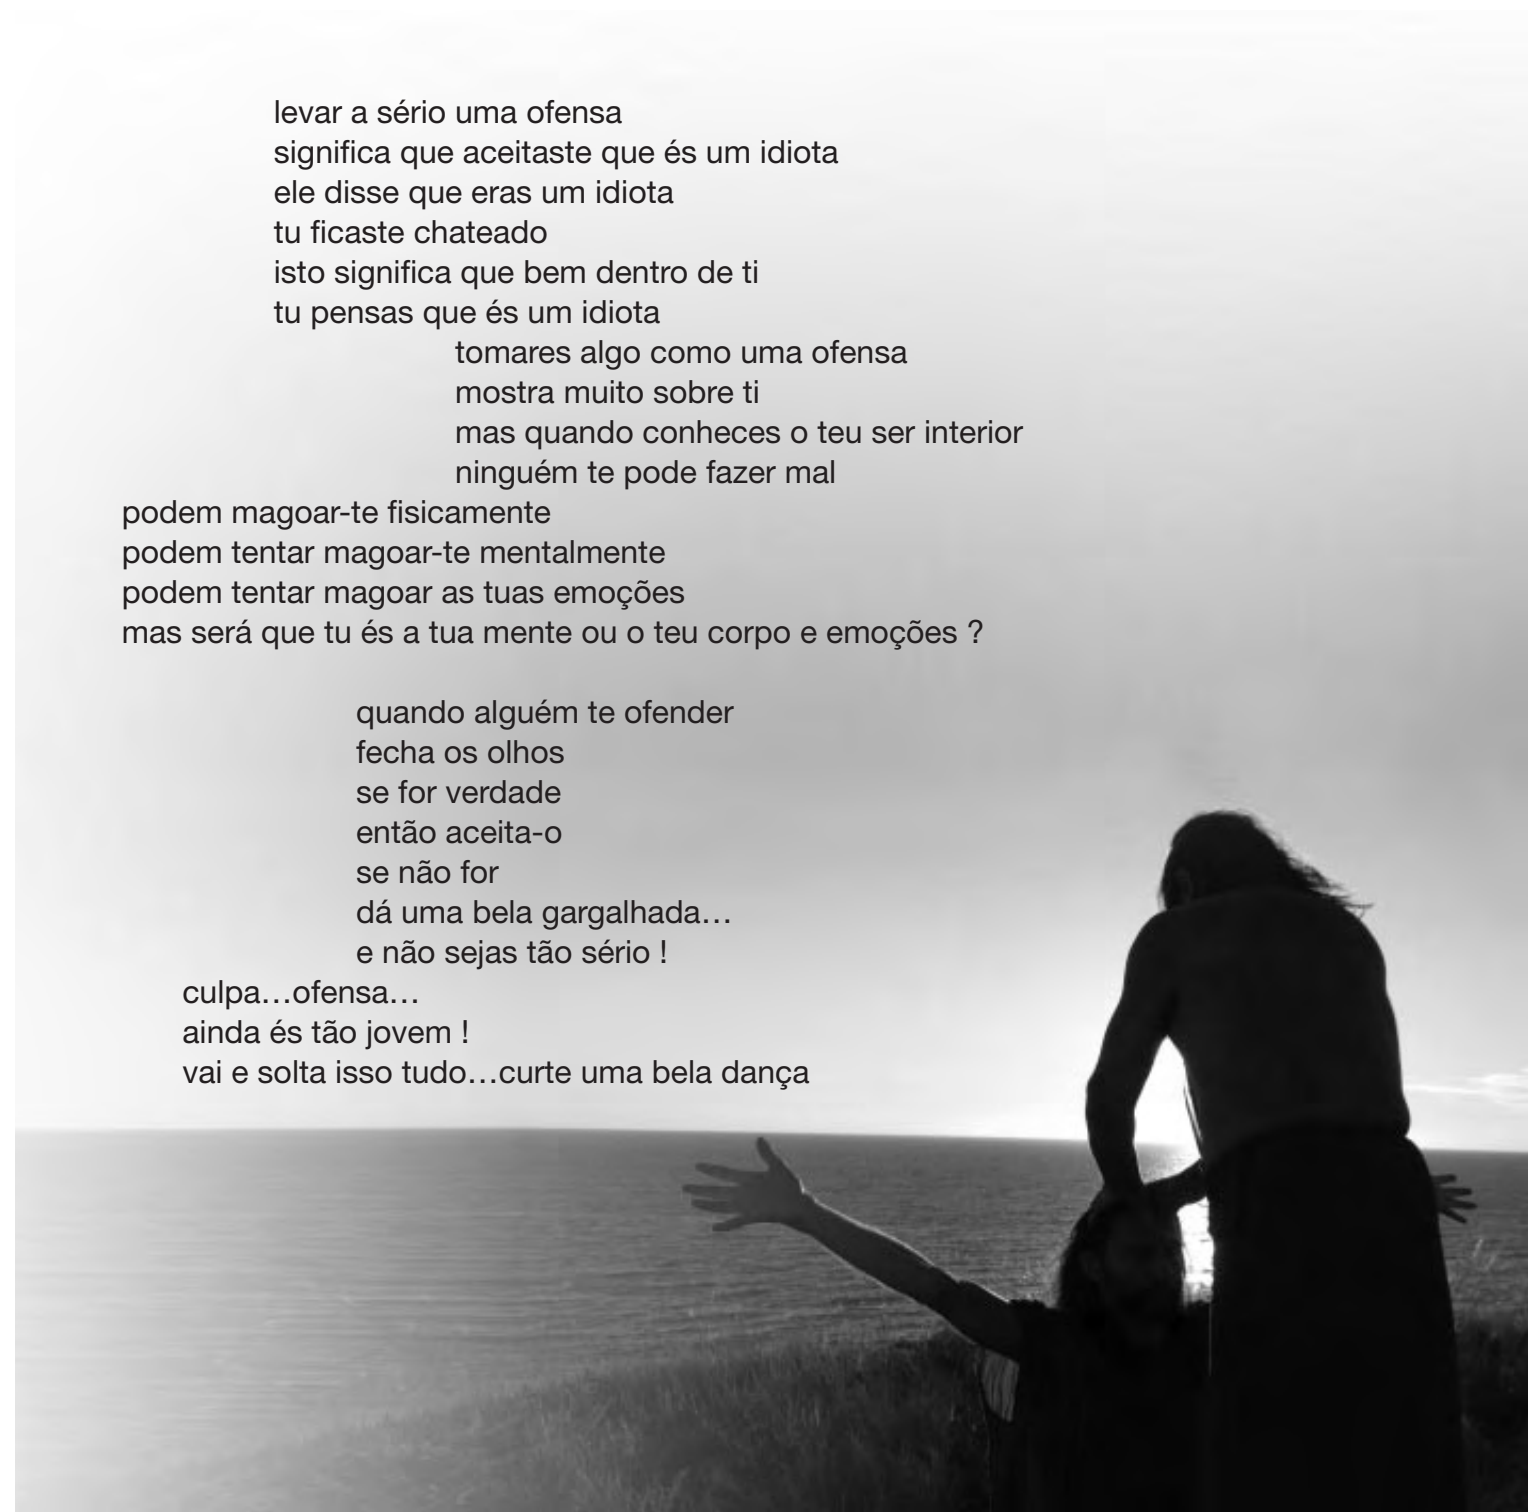 levar a sério uma ofensa
significa que aceitaste que és um idiota
ele disse que eras um idiota
tu ficaste chateado
isto significa que bem dentro de ti
tu pensas que és um idiota
tomares algo como uma ofensa
mostra muito sobre ti
mas quando conheces o teu ser interior
ninguém te pode fazer mal
podem magoar-te fisicamente
podem tentar magoar-te mentalmente
podem tentar magoar as tuas emoções
mas será que tu és a tua mente ou o teu corpo e emoções ?
quando alguém te ofender
fecha os olhos
se for verdade
então aceita-o
se não for
dá uma bela gargalhada…
e não sejas tão sério !
culpa…ofensa…
ainda és tão jovem !
vai e solta isso tudo…curte uma bela dança